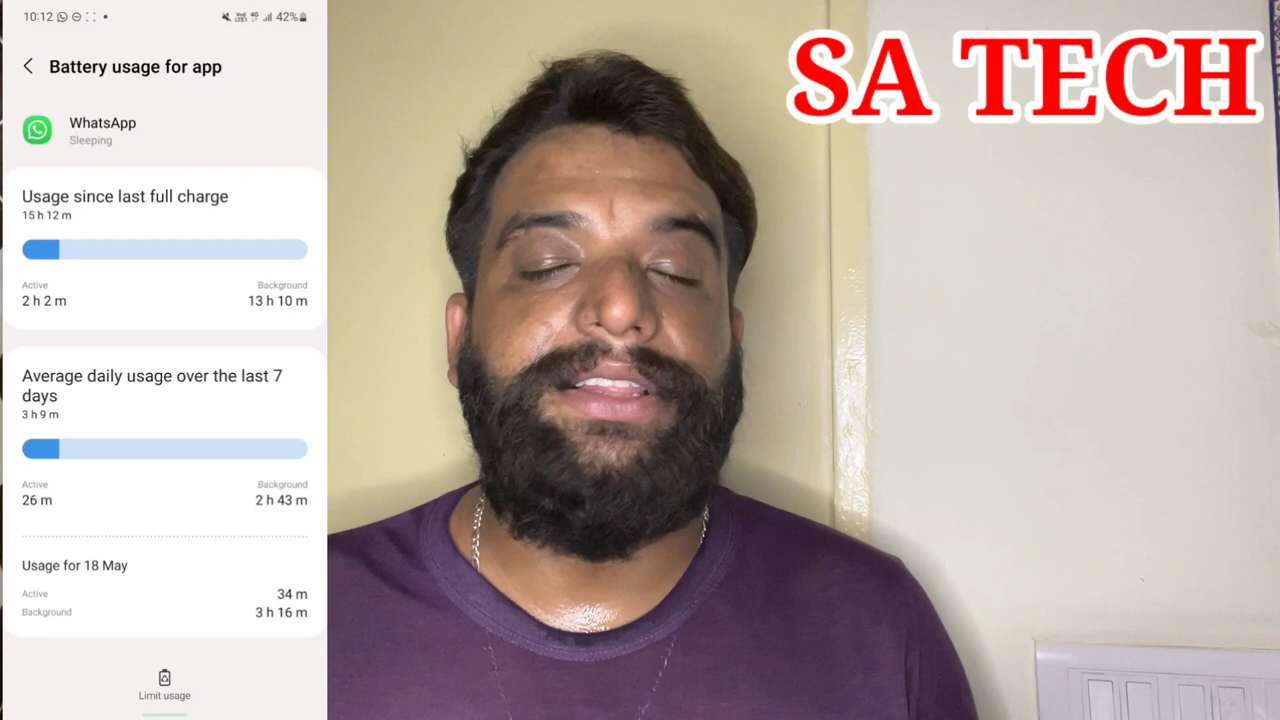 10:12
42%
Battery usage for app
WhatsApp
Sleeping
Usage since last full charge
15 h 12 m
Active
Background
2 h 2 m
13 h 10 m
Average daily usage over the last 7
days
3 h 9 m
Active
Background
26 m
2 h 43 m
Usage for 18 May
Active
34 m
Background
3 h 16 m
Limit usage
SA TECH